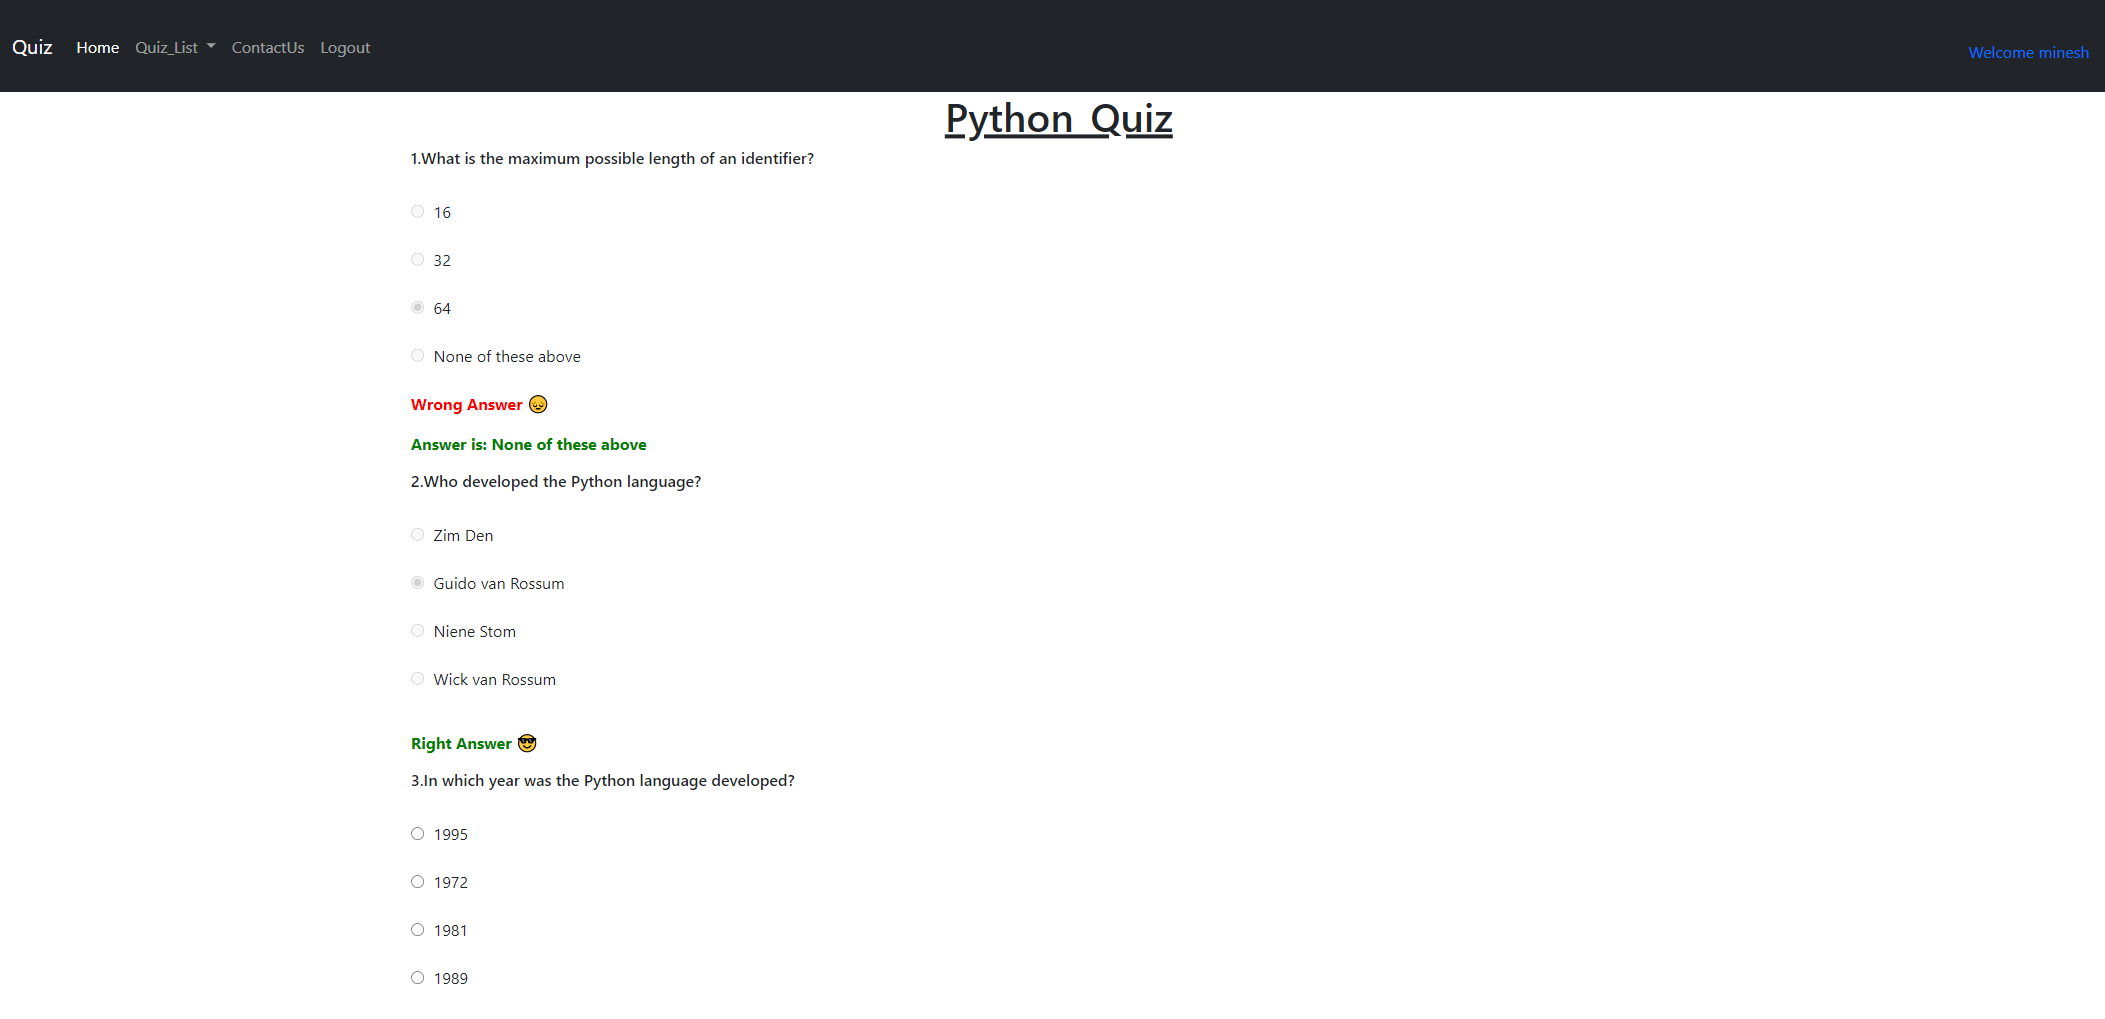 Quiz Home Quiz_List ContactUs Logout Welcome minesh
Python Quiz
1.What is the maximum possible length of an identifier?
16
32
64
None of these above
Wrong Answer 😔
Answer is: None of these above
2.Who developed the Python language?
Zim Den
Guido van Rossum
Niene Stom
Wick van Rossum
Right Answer 😎
3.In which year was the Python language developed?
1995
1972
1981
1989